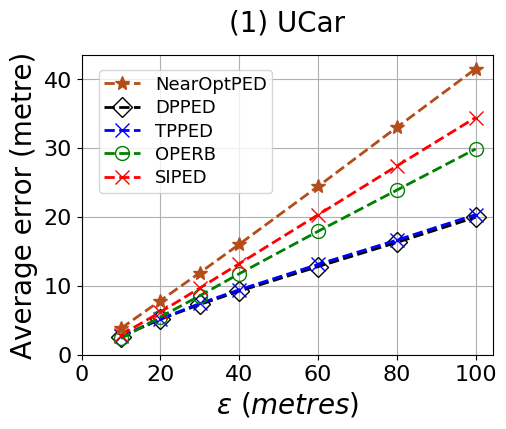 (1) UCar
Average error (metre)
40
30
20
10
0
NearOptPED
DPPED
TPPED
OPERB
SIPED
0 20 40 60 80 100
ε (metres)